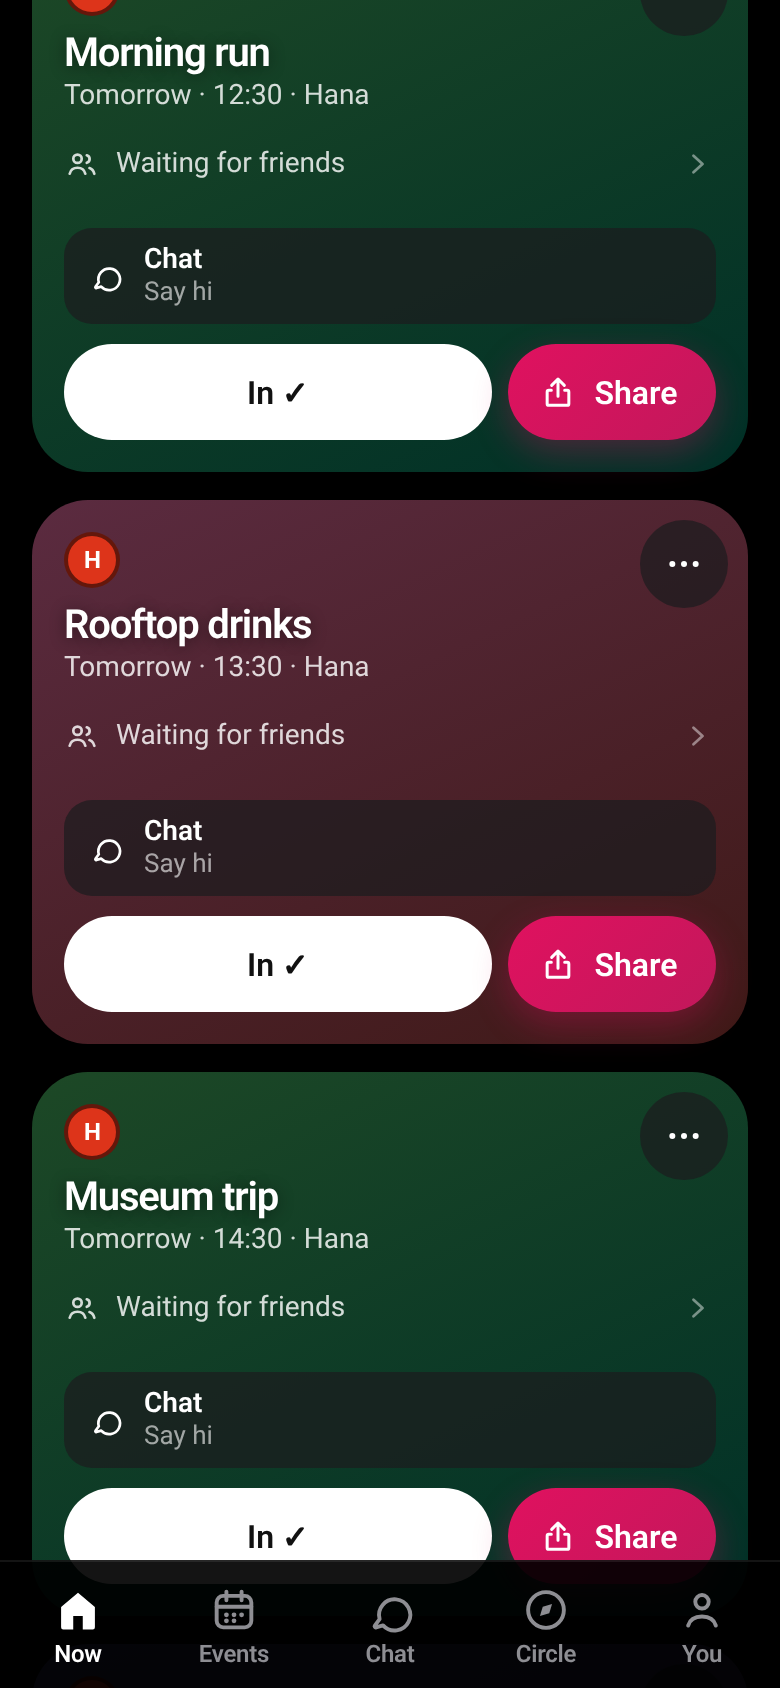 Morning run
Tomorrow · 12:30 · Hana
Waiting for friends
Chat
Say hi
In ✓
Share
H
Rooftop drinks
Tomorrow · 13:30 · Hana
Waiting for friends
Chat
Say hi
In ✓
Share
H
Museum trip
Tomorrow · 14:30 · Hana
Waiting for friends
Chat
Say hi
In ✓
Share
Now
Events
Chat
Circle
You